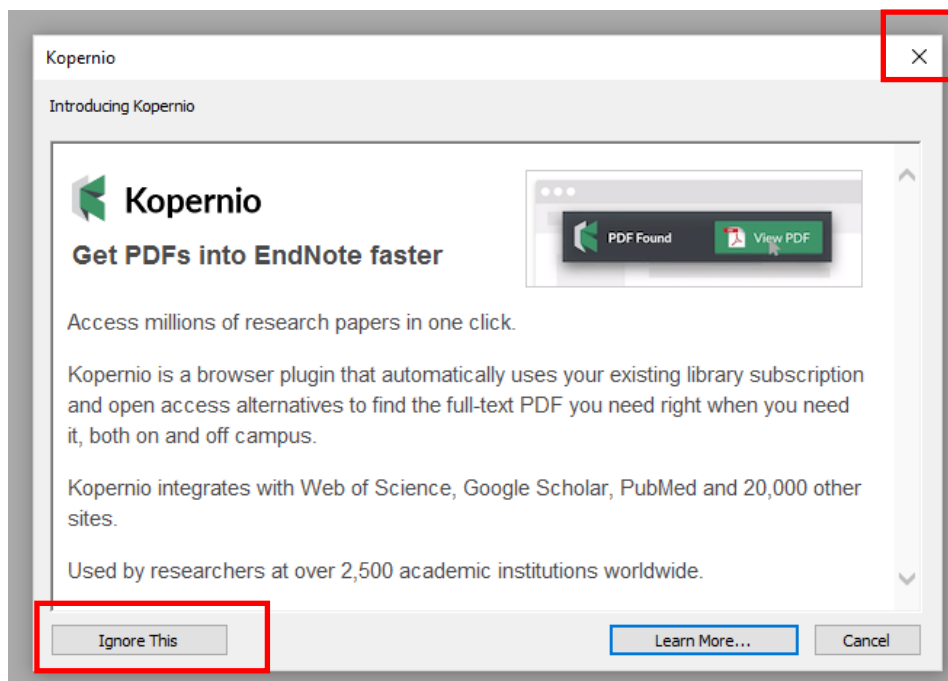 Kopernio
Introducing Kopernio
Kopernio
Get PDFs into EndNote faster
PDF Found
View PDF
Access millions of research papers in one click.
Kopernio is a browser plugin that automatically uses your existing library subscription
and open access alternatives to find the full-text PDF you need right when you need
it, both on and off campus.
Kopernio integrates with Web of Science, Google Scholar, PubMed and 20,000 other
sites.
Used by researchers at over 2,500 academic institutions worldwide.
Ignore This
Learn More...
Cancel